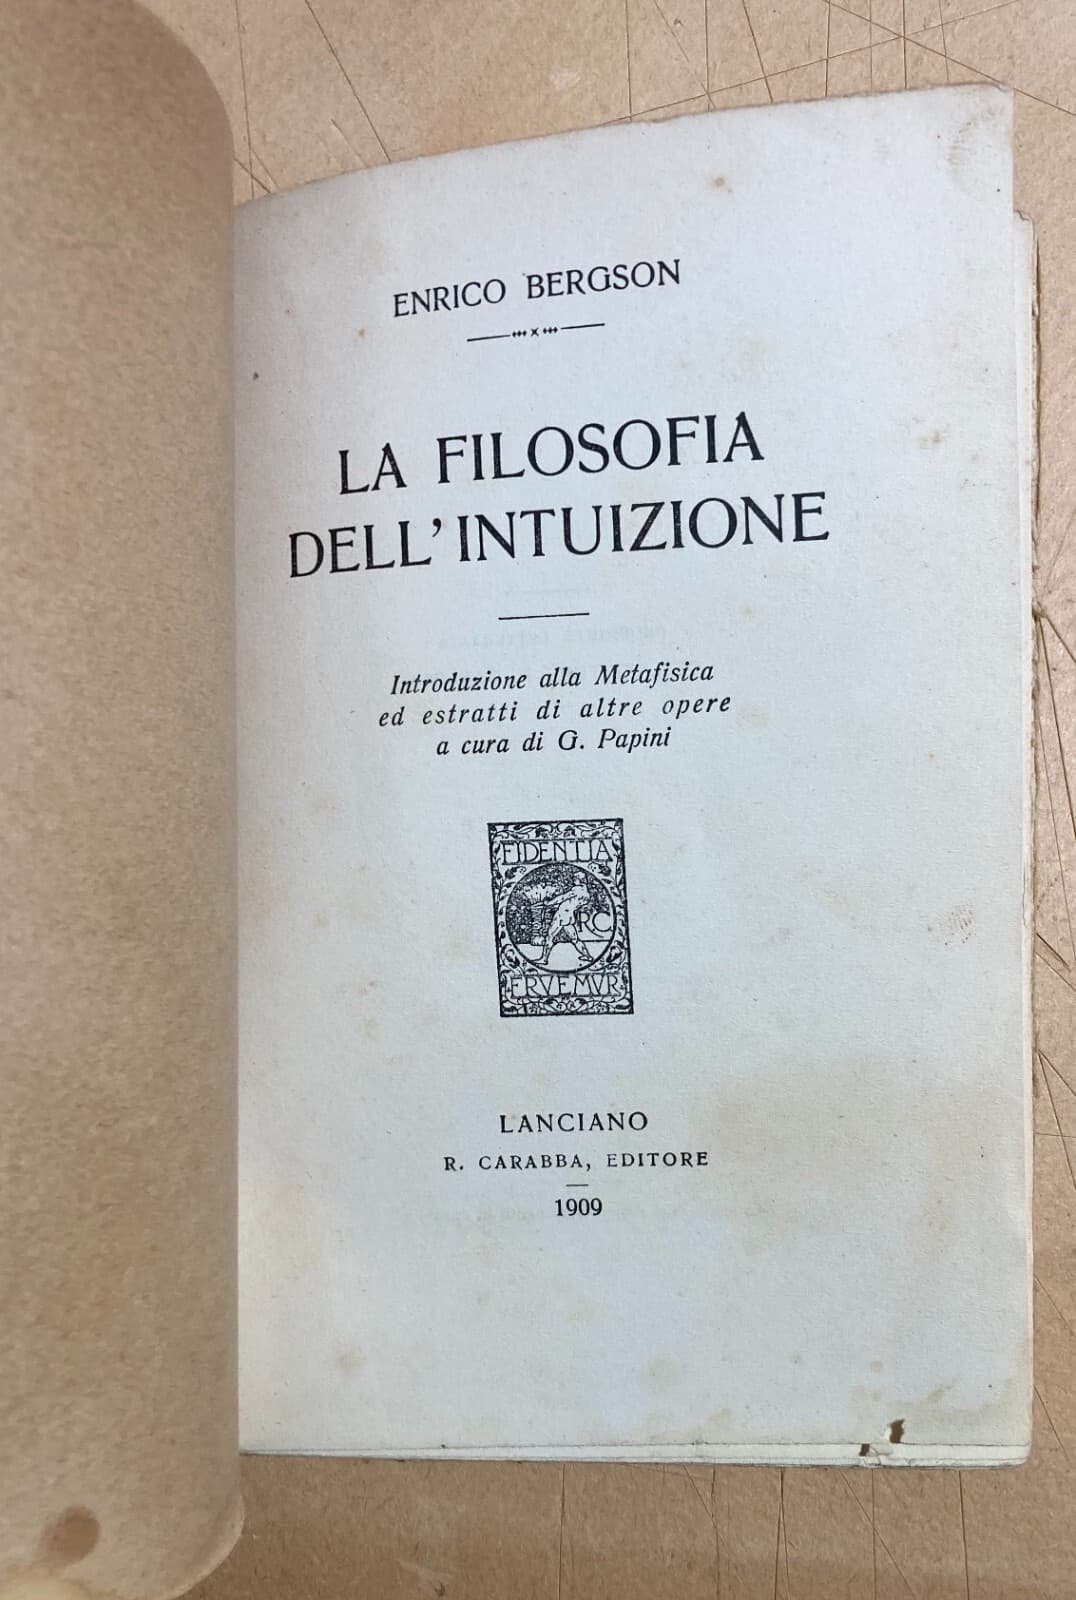 ENRICO BERGSON
LA FILOSOFIA
DELL'INTUIZIONE
Introduzione alla Metafisica
ed estratti di altre opere
a cura di G. Papini
FIDENTIA
RC
ERVEMVR
LANCIANO
R. CARABBA, EDITORE
1909